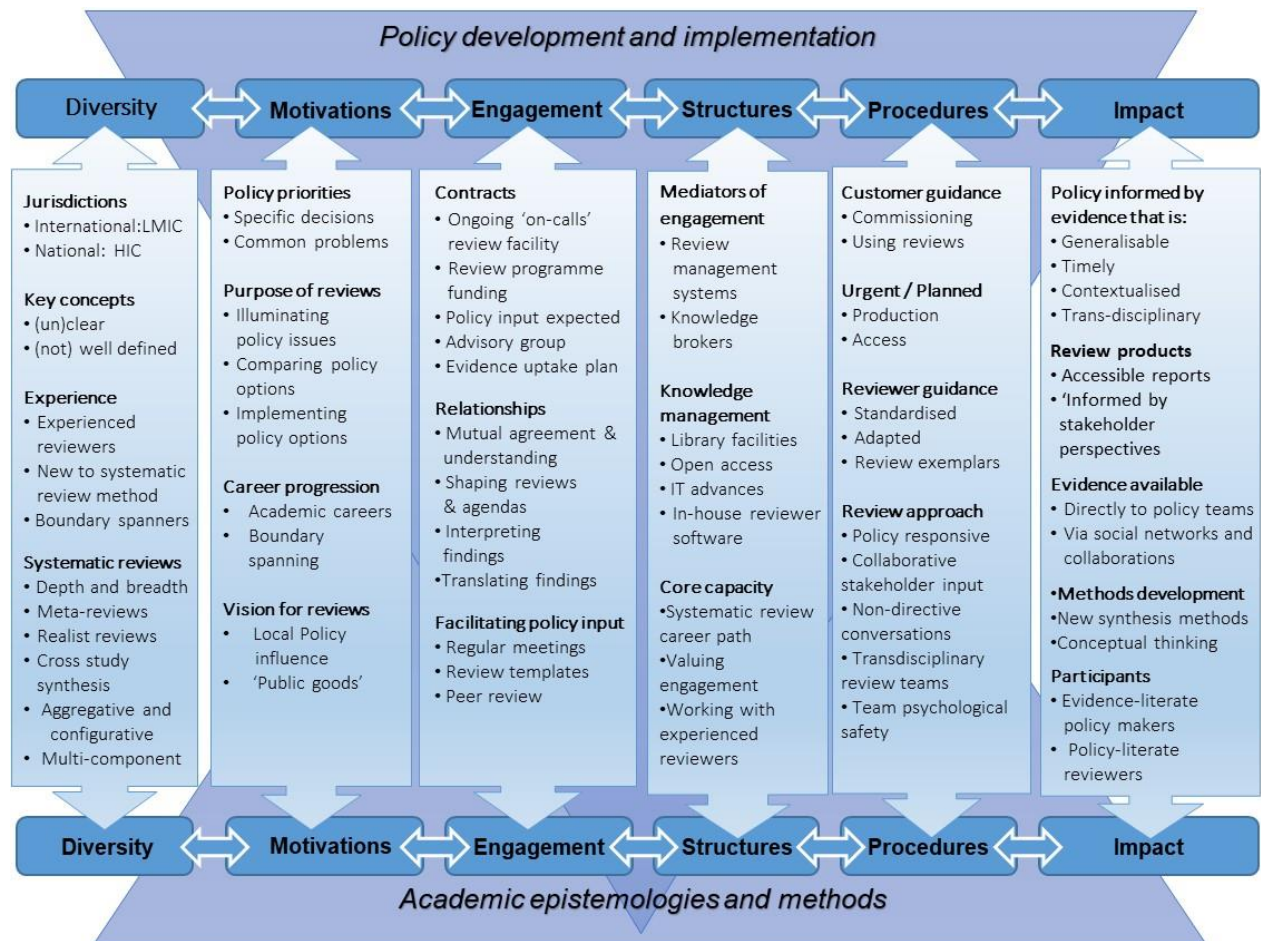 Policy development and implementation
Diversity
Motivations
Engagement
Structures
Procedures
Impact
Jurisdictions
• International:LMIC
• National: HIC
Key concepts
• (un)clear
• (not) well defined
Experience
• Experienced
reviewers
• New to systematic
review method
• Boundary spanners
Systematic reviews
• Depth and breadth
• Meta-reviews
• Realist reviews
• Cross study
synthesis
• Aggregative and
configurative
• Multi-component
Policy priorities
• Specific decisions
• Common problems
Purpose of reviews
• Illuminating
policy issues
• Comparing policy
options
• Implementing
policy options
Career progression
• Academic careers
• Boundary
spanning
Vision for reviews
• Local Policy
influence
• ‘Public goods’
Contracts
• Ongoing ‘on-calls’
review facility
• Review programme
funding
• Policy input expected
• Advisory group
• Evidence uptake plan
Relationships
• Mutual agreement &
understanding
• Shaping reviews
& agendas
• Interpreting
findings
•Translating findings
Facilitating policy input
• Regular meetings
• Review templates
• Peer review
Mediators of
engagement
• Review
management
systems
• Knowledge
brokers
Knowledge
management
• Library facilities
• Open access
• IT advances
• In-house reviewer
software
Core capacity
•Systematic review
career path
•Valuing
engagement
•Working with
experienced
reviewers
Customer guidance
• Commissioning
• Using reviews
Urgent / Planned
• Production
• Access
Reviewer guidance
• Standardised
• Adapted
• Review exemplars
Review approach
• Policy responsive
• Collaborative
stakeholder input
• Non-directive
conversations
• Transdisciplinary
review teams
• Team psychological
safety
Policy informed by
evidence that is:
• Generalisable
• Timely
• Contextualised
• Trans-disciplinary
Review products
• Accessible reports
• ‘Informed by
stakeholder
perspectives
Evidence available
• Directly to policy teams
• Via social networks and
collaborations
•Methods development
•New synthesis methods
•Conceptual thinking
Participants
• Evidence-literate
policy makers
• Policy-literate
reviewers
Diversity
Motivations
Engagement
Structures
Procedures
Impact
Academic epistemologies and methods